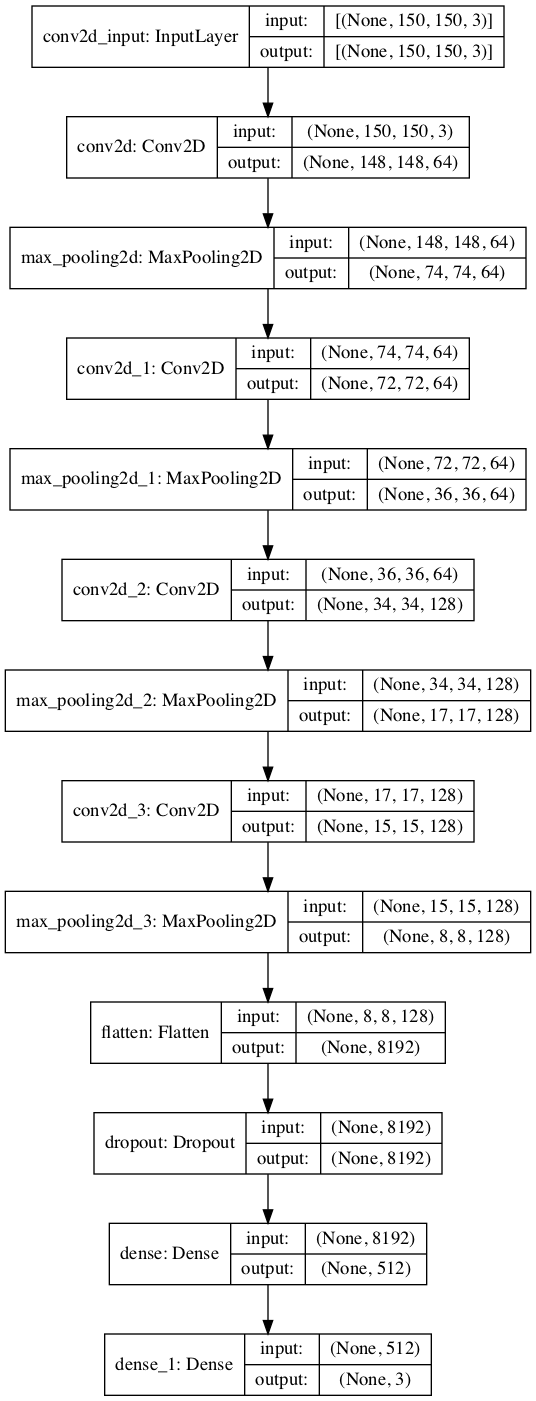 conv2d_input: InputLayer
input: [(None, 150, 150, 3)]
output: [(None, 150, 150, 3)]
conv2d: Conv2D
input: (None, 150, 150, 3)
output: (None, 148, 148, 64)
max_pooling2d: MaxPooling2D
input: (None, 148, 148, 64)
output: (None, 74, 74, 64)
conv2d_1: Conv2D
input: (None, 74, 74, 64)
output: (None, 72, 72, 64)
max_pooling2d_1: MaxPooling2D
input: (None, 72, 72, 64)
output: (None, 36, 36, 64)
conv2d_2: Conv2D
input: (None, 36, 36, 64)
output: (None, 34, 34, 128)
max_pooling2d_2: MaxPooling2D
input: (None, 34, 34, 128)
output: (None, 17, 17, 128)
conv2d_3: Conv2D
input: (None, 17, 17, 128)
output: (None, 15, 15, 128)
max_pooling2d_3: MaxPooling2D
input: (None, 15, 15, 128)
output: (None, 8, 8, 128)
flatten: Flatten
input: (None, 8, 8, 128)
output: (None, 8192)
dropout: Dropout
input: (None, 8192)
output: (None, 8192)
dense: Dense
input: (None, 8192)
output: (None, 512)
dense_1: Dense
input: (None, 512)
output: (None, 3)